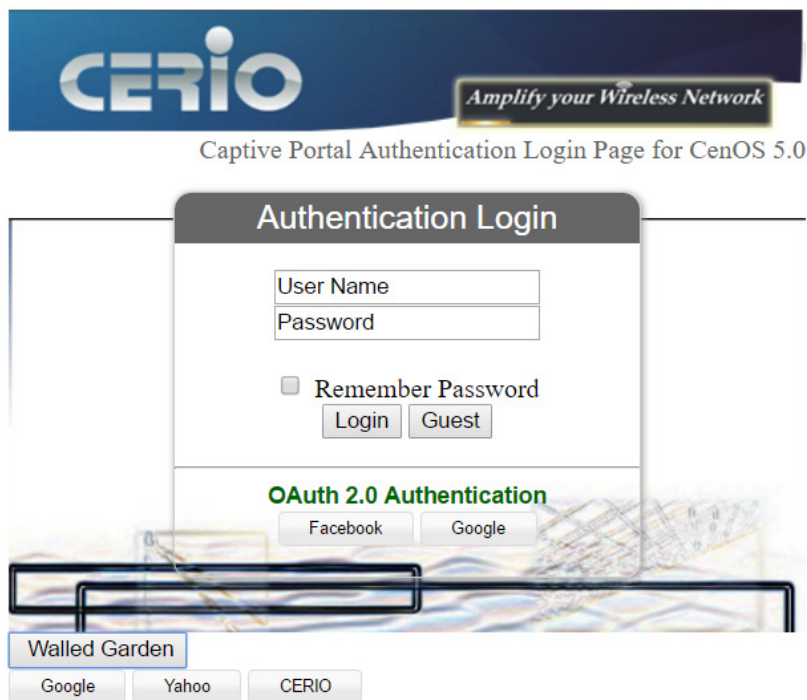 CERIO
Amplify your Wireless Network
Captive Portal Authentication Login Page for CenOS 5.0
Authentication Login
User Name
Password
Remember Password
Login Guest
OAuth 2.0 Authentication
Facebook Google
Walled Garden
Google Yahoo CERIO